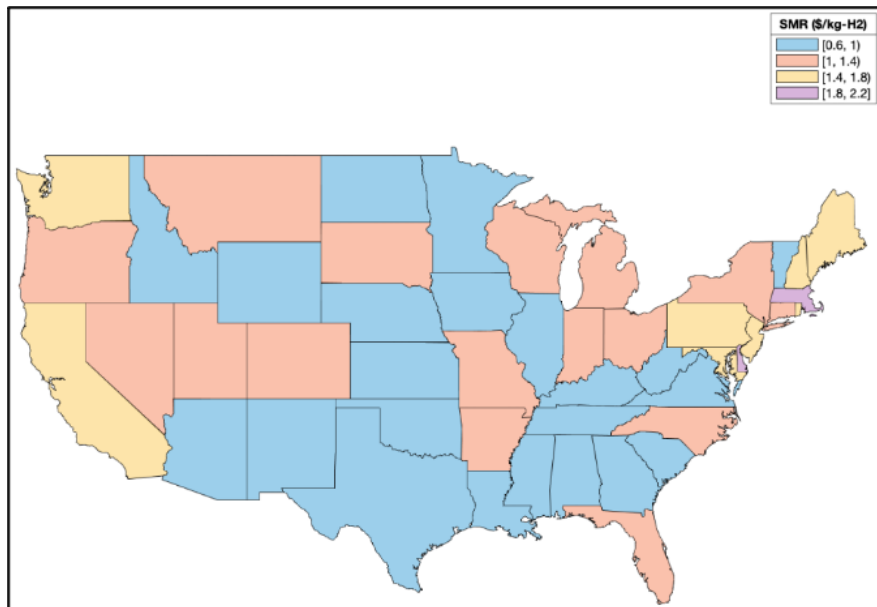 SMR ($/kg-H2)
[0.6, 1)
[1, 1.4)
[1.4, 1.8)
[1.8, 2.2]